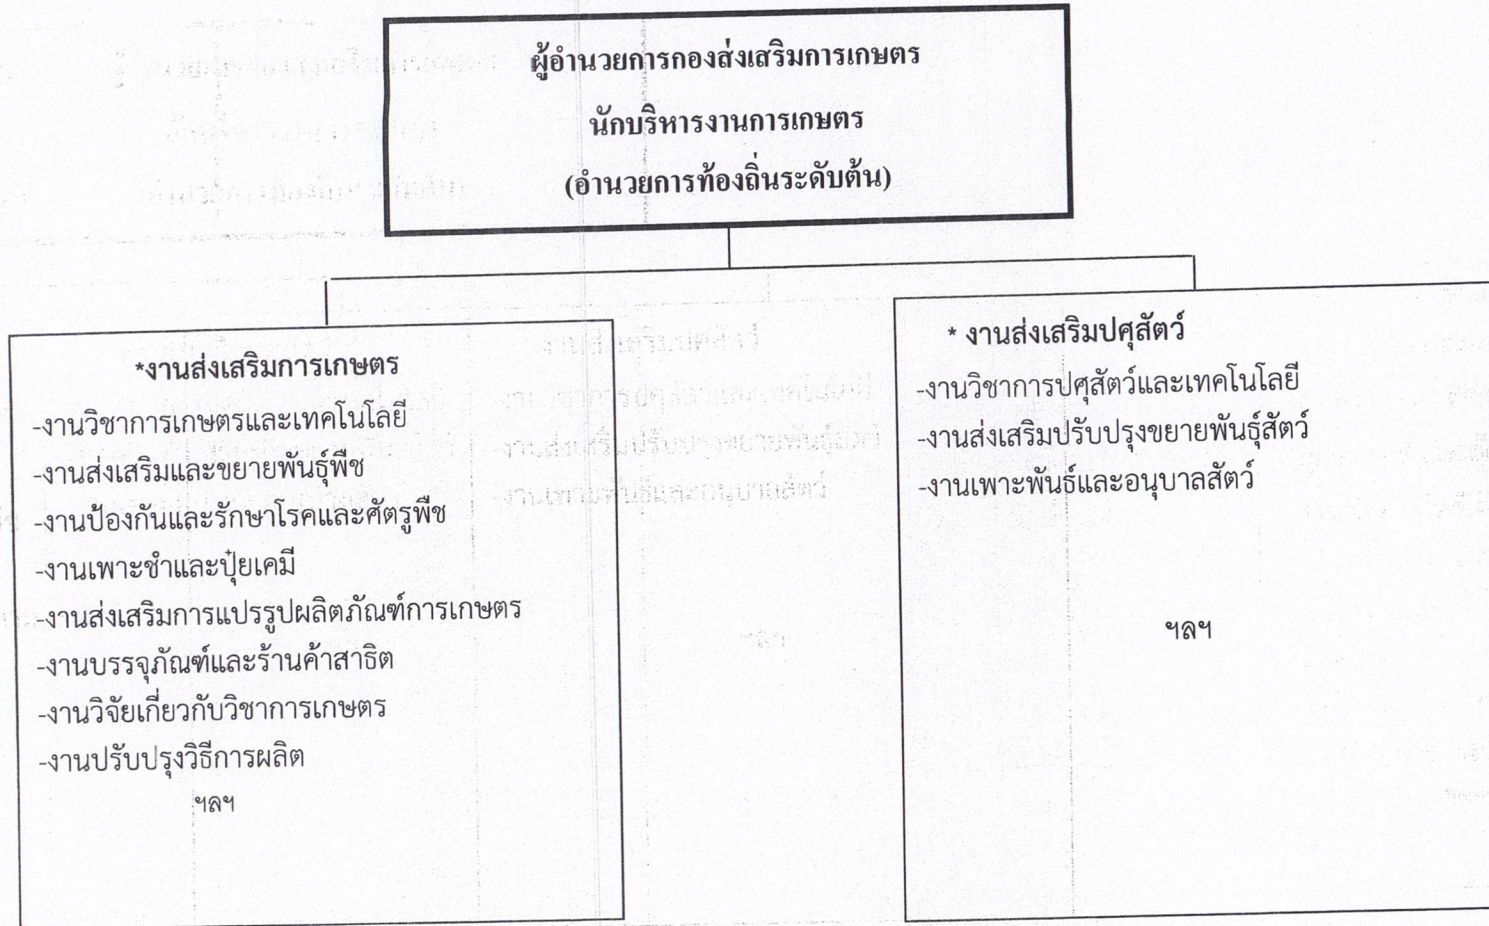 ผู้อำนวยการกองส่งเสริมการเกษตร
นักบริหารงานการเกษตร
(อำนวยการท้องถิ่นระดับต้น)
*งานส่งเสริมการเกษตร
-งานวิชาการเกษตรและเทคโนโลยี
-งานส่งเสริมและขยายพันธุ์พืช
-งานป้องกันและรักษาโรคและศัตรูพืช
-งานเพาะชำและปุ๋ยเคมี
-งานส่งเสริมการแปรรูปผลิตภัณฑ์การเกษตร
-งานบรรจุภัณฑ์และร้านค้าสาธิต
-งานวิจัยเกี่ยวกับวิชาการเกษตร
-งานปรับปรุงวิธีการผลิต
ฯลฯ
* งานส่งเสริมปศุสัตว์
-งานวิชาการปศุสัตว์และเทคโนโลยี
-งานส่งเสริมปรับปรุงขยายพันธุ์สัตว์
-งานเพาะพันธ์และอนุบาลสัตว์
ฯลฯ